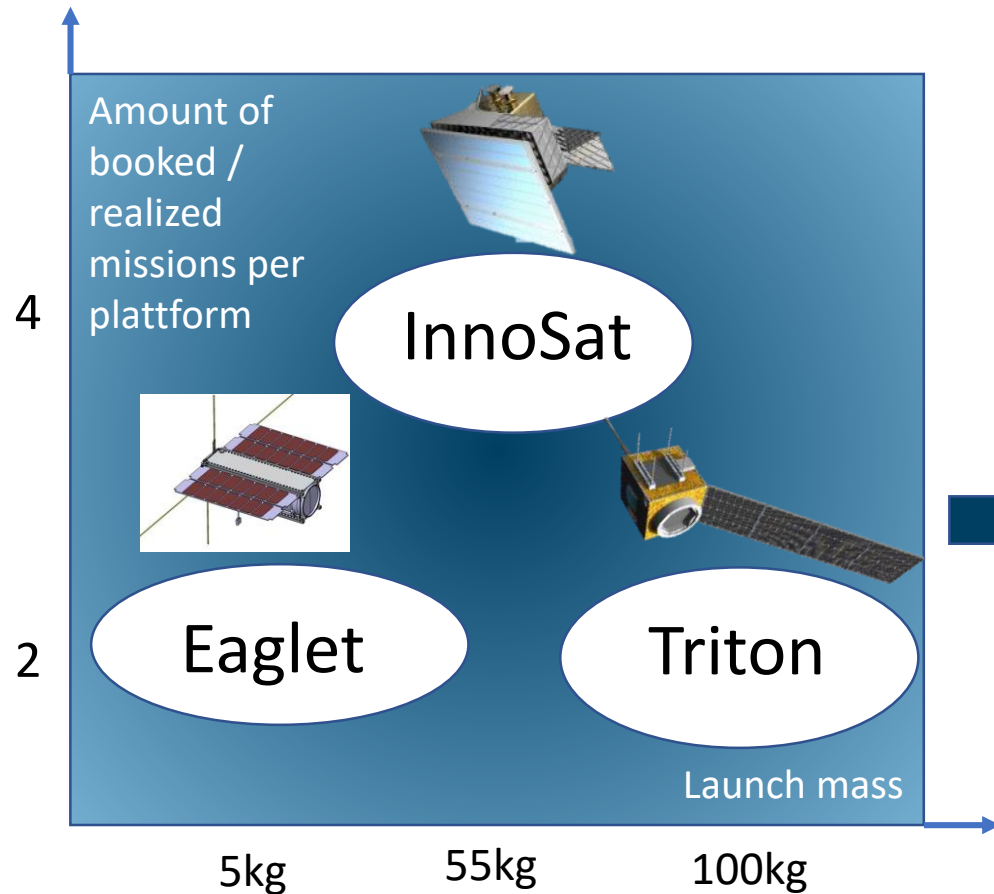 Amount of
booked /
realized
missions per
plattform
4
InnoSat
Eaglet
Triton
2
Launch mass
5kg
55kg
100kg